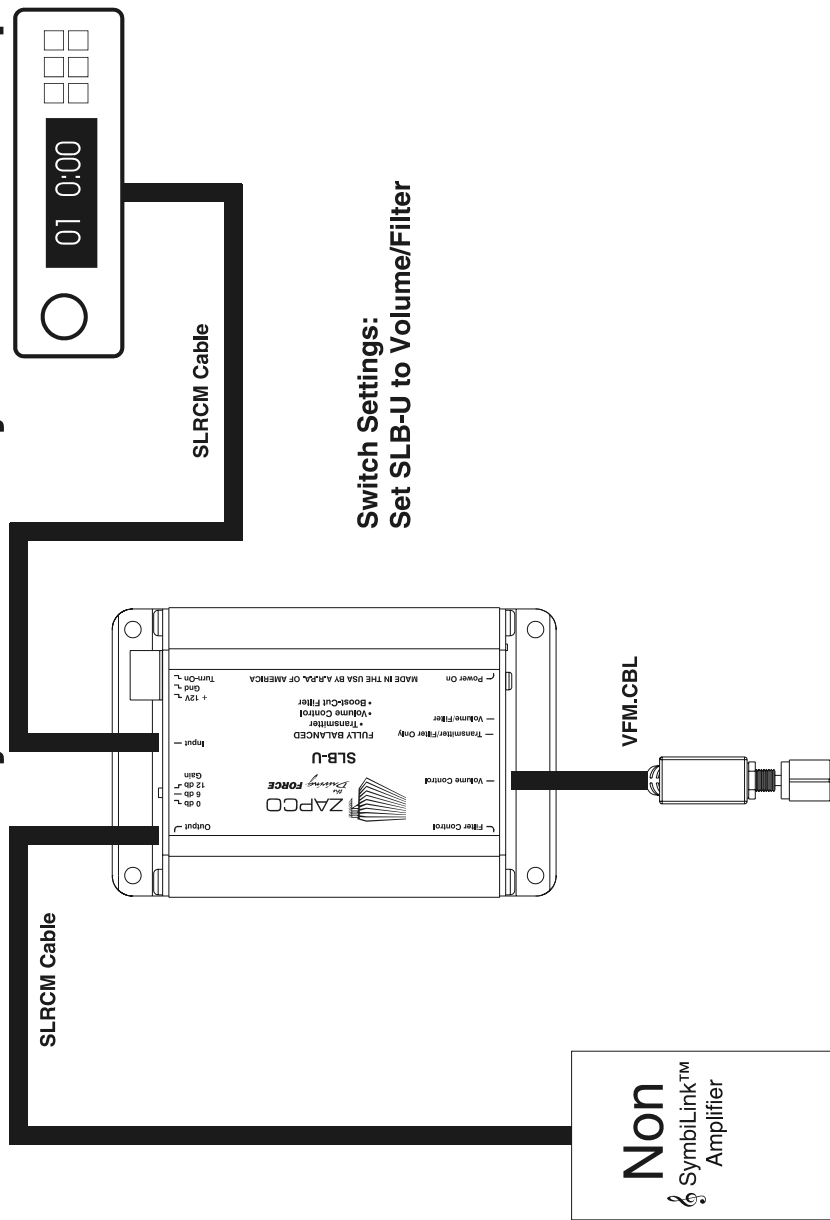 01 0:00
SLRCM Cable
Switch Settings:
Set SLB-U to Volume/Filter
Turn-On
Gnd
+ 12V
Input
Gain
12 db
6 db
0 db
Output
MADE IN THE USA BY A.R.P.A. OF AMERICA
• Boost-Cut Filter
• Volume Control
• Transmitter
FULLY BALANCED
SLB-U
the
Driving FORCE
ZAPCO
Power On
Volume/Filter
Transmitter/Filter Only
Volume Control
Filter Control
VFM.CBL
SLRCM Cable
Non
SymbiLink™
Amplifier